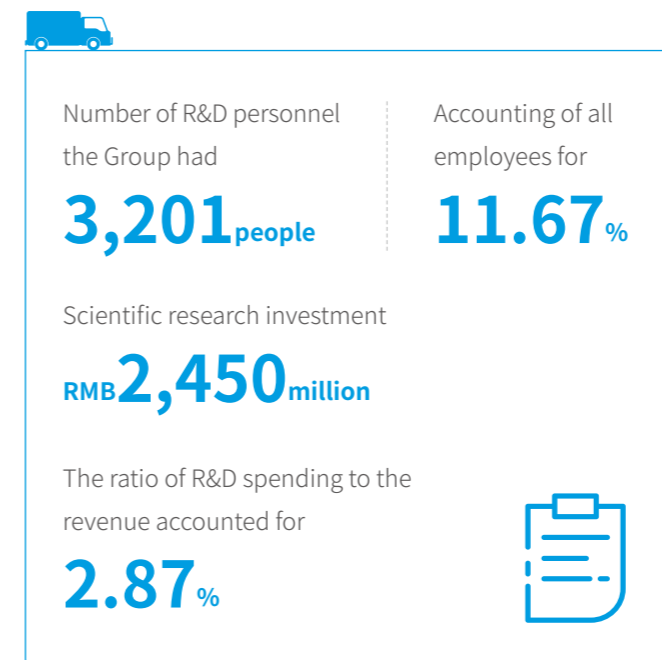 Number of R&D personnel
the Group had
3,201people
Accounting of all
employees for
11.67%
Scientific research investment
RMB2,450million
The ratio of R&D spending to the
revenue accounted for
2.87%